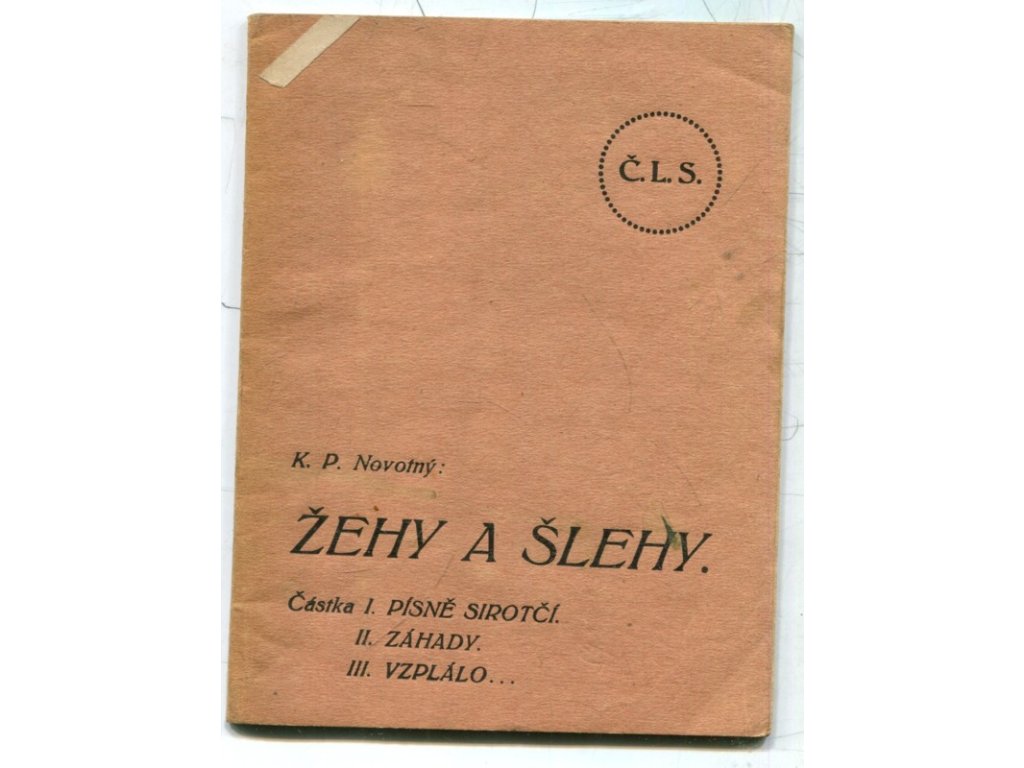 Č. L. S.
K. P. Novotný:
ŽEHY A ŠLEHY.
Částka I. PÍSNĚ SIROTČÍ.
II. ZÁHADY.
III. VZPLÁLO...